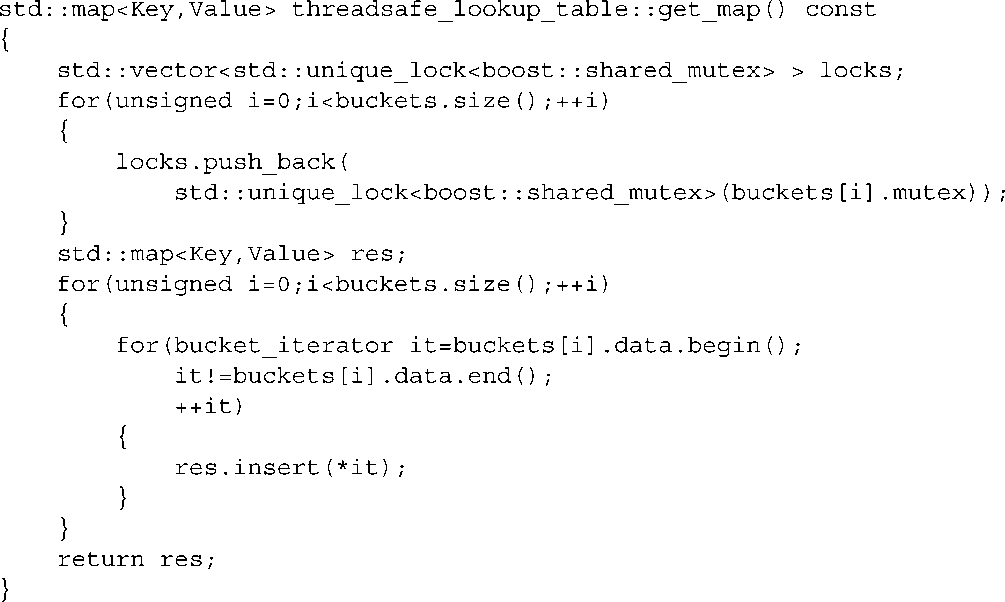 std::map<Key,Value> threadsafe_lookup_table::get_map() const
{
    std::vector<std::unique_lock<boost::shared_mutex> > locks;
    for(unsigned i=0;i<buckets.size();++i)
    {
        locks.push_back(
            std::unique_lock<boost::shared_mutex>(buckets[i].mutex));
    }
    std::map<Key,Value> res;
    for(unsigned i=0;i<buckets.size();++i)
    {
        for(bucket_iterator it=buckets[i].data.begin();
            it!=buckets[i].data.end();
            ++it)
        {
            res.insert(*it);
        }
    }
    return res;
}